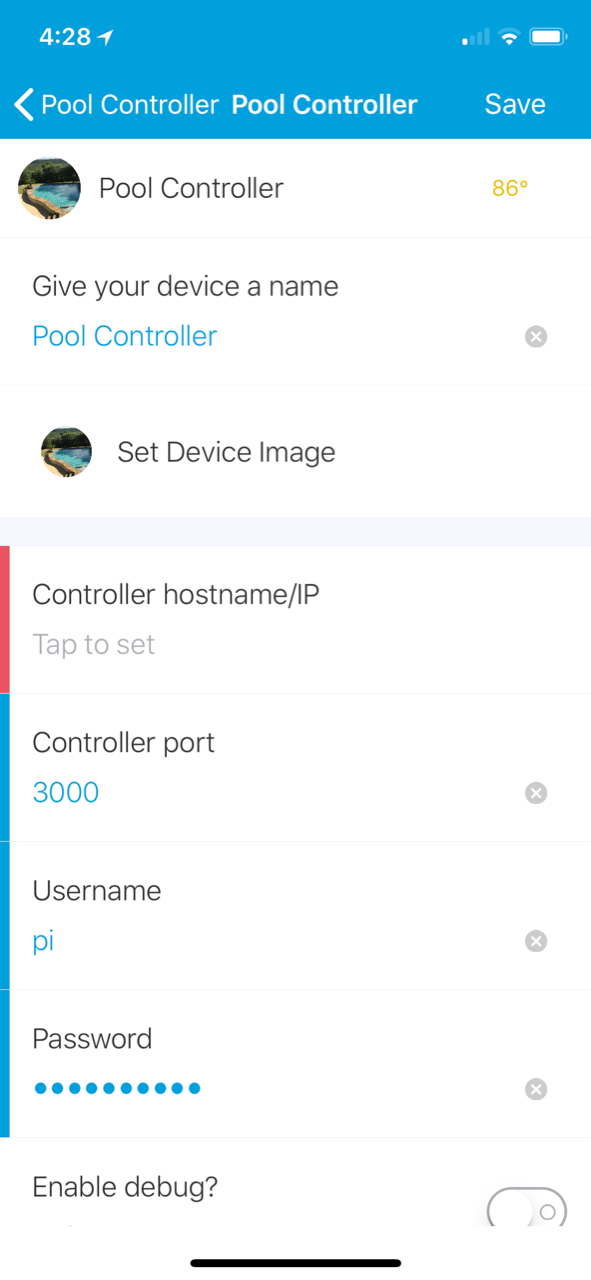 4:28
Pool Controller Pool Controller Save
Pool Controller 86°
Give your device a name
Pool Controller
Set Device Image
Controller hostname/IP
Tap to set
Controller port
3000
Username
pi
Password
••••••••••
Enable debug?